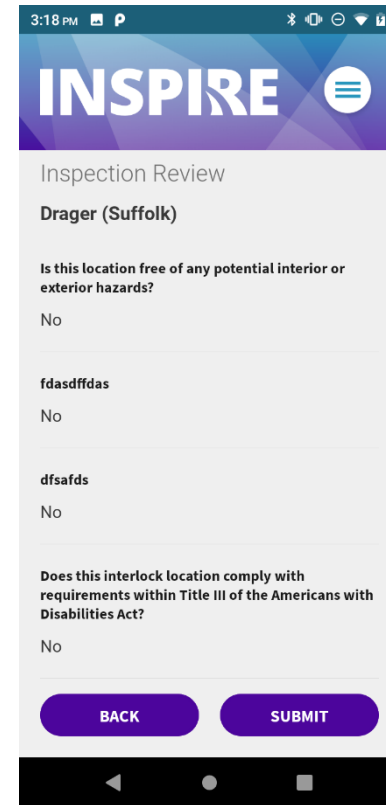 3:18 PM
INSPIRE
Inspection Review
Drager (Suffolk)
Is this location free of any potential interior or
exterior hazards?
No
fdasdffdas
No
dfsafds
No
Does this interlock location comply with
requirements within Title III of the Americans with
Disabilities Act?
No
BACK SUBMIT